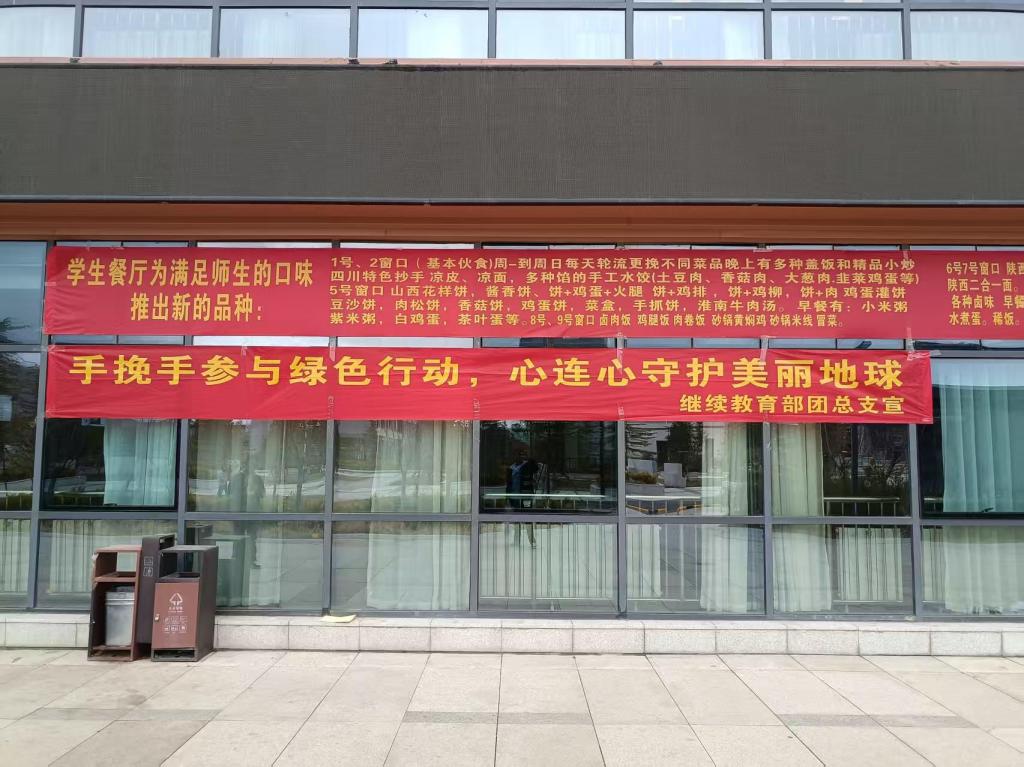 学生餐厅为满足师生的口味
推出新的品种:
1号、2窗口 ( 基本伙食)周-到周日每天轮流更换不同菜品晚上有多种盖饭和精品小炒
四川特色抄手 凉皮、凉面，多种馅的手工水饺(土豆肉、香菇肉、大葱肉.韭菜鸡蛋等)
5号窗口 山西花样饼，酱香饼、饼+鸡蛋+火腿 饼+鸡排，饼+鸡柳，饼+肉 鸡蛋灌饼
豆沙饼，肉松饼，香菇饼，鸡蛋饼，菜盒，手抓饼，淮南牛肉汤。早餐有：小米粥
紫米粥，白鸡蛋，茶叶蛋等。8号、9号窗口 卤肉饭 鸡腿饭 肉卷饭 砂锅黄焖鸡 砂锅米线 冒菜。
6号7号窗口 陕西
陕西二合一面。
各种卤味 早餐
水煮蛋。稀饭。
手挽手参与绿色行动，心连心守护美丽地球
继续教育部团总支宣